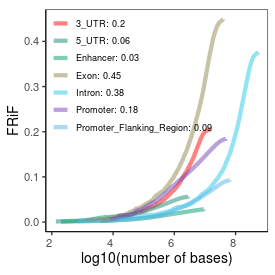 0.4
0.3
0.2
0.1
0.0
FRiF
3_UTR: 0.2
5_UTR: 0.06
Enhancer: 0.03
Exon: 0.45
Intron: 0.38
Promoter: 0.18
Promoter_Flanking_Region: 0.09
2 4 6 8
log10(number of bases)